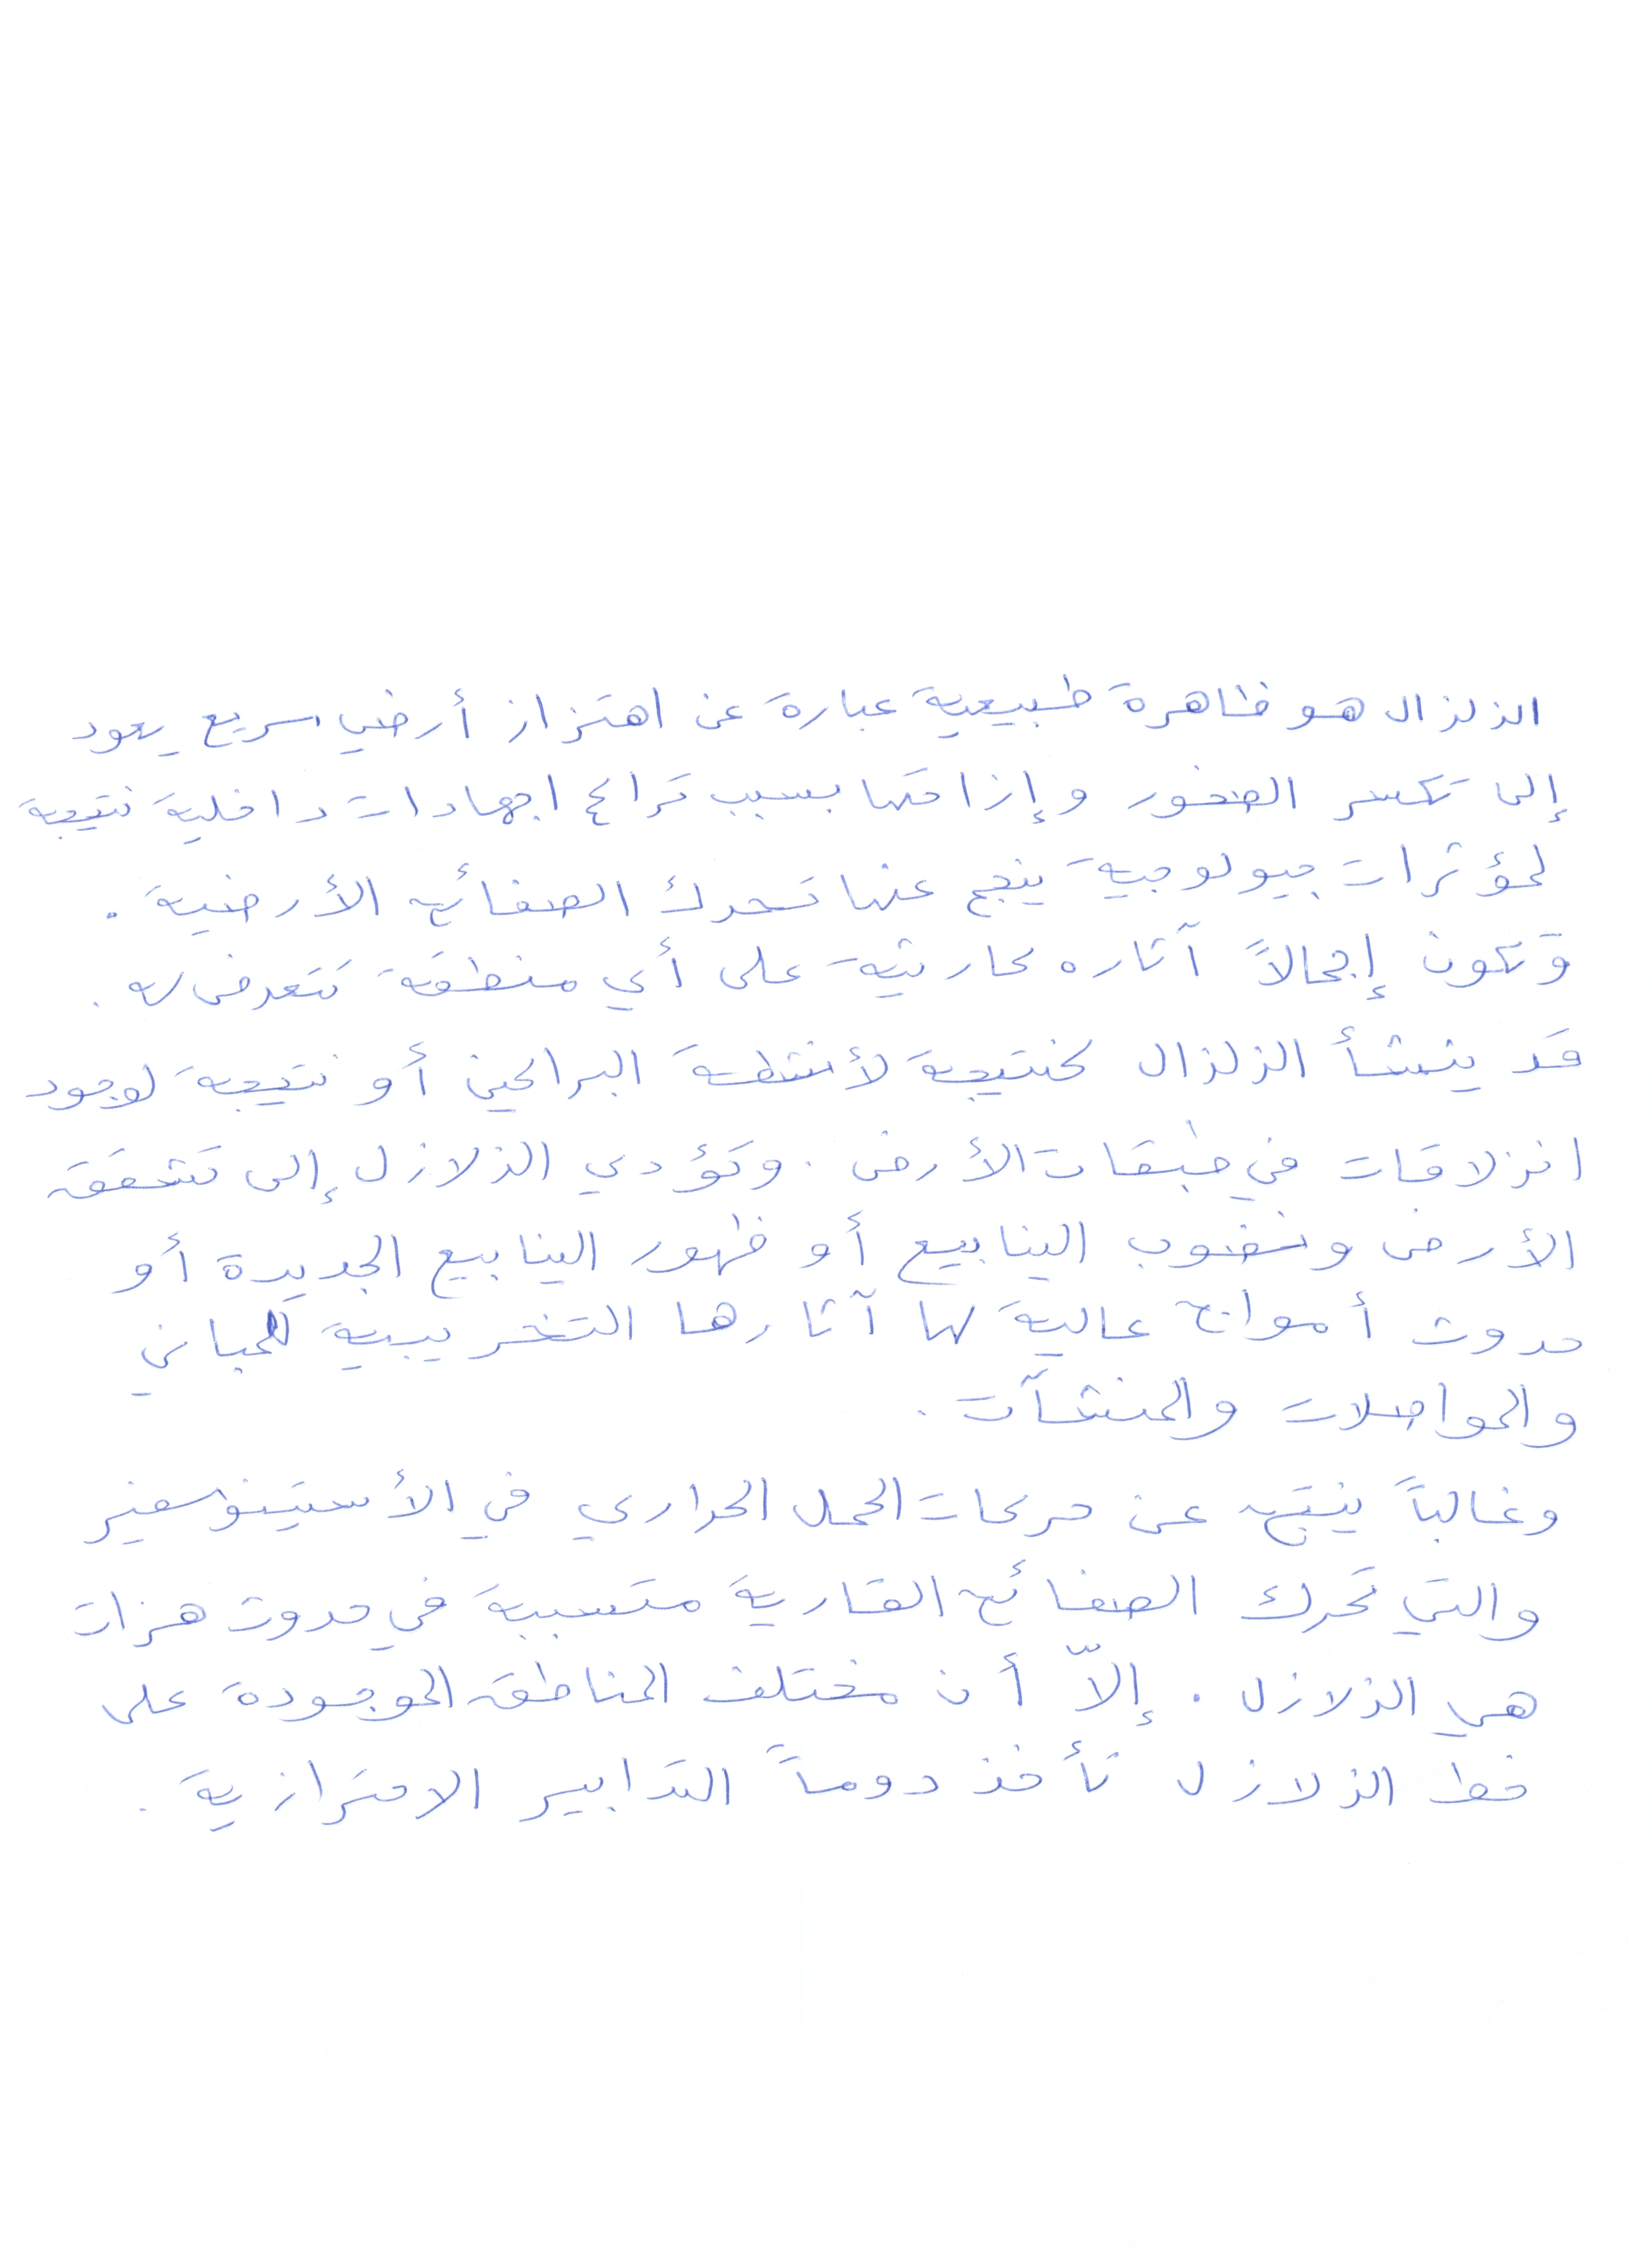 الزلزال هو ظاهرة طبيعية عبارة عن اهتزاز أرضي سريع يعود
إلى تكسر الصخور وإزاحتها بسبب تراكم اجهادات داخلية نتيجة
لمؤثرات جيولوجية ينجم عنها تحرك الصفائح الأرضية .
وتكون إجمالاً آثاره كارثية على أي منطقة تتعرض له .
قد ينشأ الزلزال كنتيجة لأنشطة البراكين أو نتيجة لوجود
انزلاقات في طبقات الأرض . وتؤدي الزلازل إلى تشقق
الأرض ونضوب الينابيع أو ظهور الينابيع الجديدة أو
حدوث أمواج عالية لها آثارها التخريبية للمباني
والمواصلات والمنشآت .
وغالباً ينتج عن حركات الحمل الحراري في الأستينوسفير
والتي تحرك الصفائح القارية متسببة في حدوث هزات
هي الزلازل . إلاّ أن مختلف المناطق الموجودة على
خط الزلازل تأخذ دوماً التدابير الاحترازية .